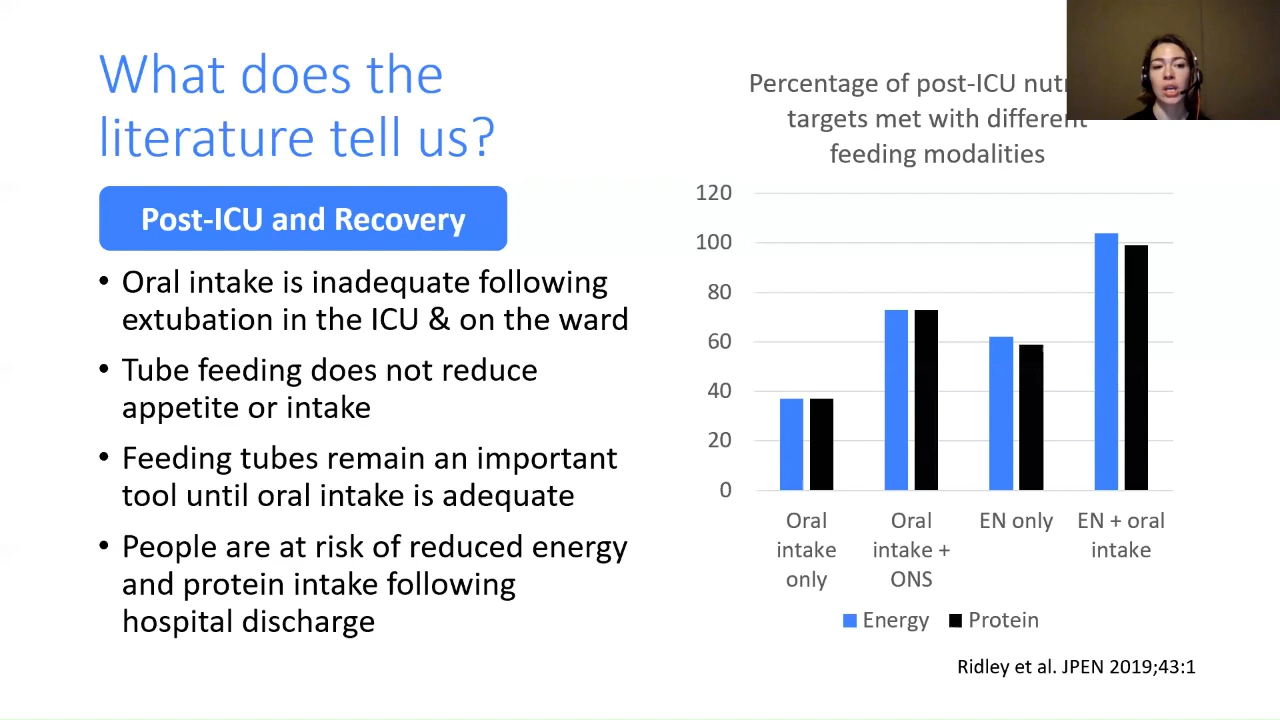 What does the
literature tell us?
Post-ICU and Recovery
• Oral intake is inadequate following
extubation in the ICU & on the ward
• Tube feeding does not reduce
appetite or intake
• Feeding tubes remain an important
tool until oral intake is adequate
• People are at risk of reduced energy
and protein intake following
hospital discharge
Percentage of post-ICU
targets met with different
feeding modalities
120
100
80
60
40
20
0
Oral
intake
only
Oral
intake +
ONS
EN only
EN + oral
intake
Energy
Protein
Ridley et al. JPEN 2019;43:1